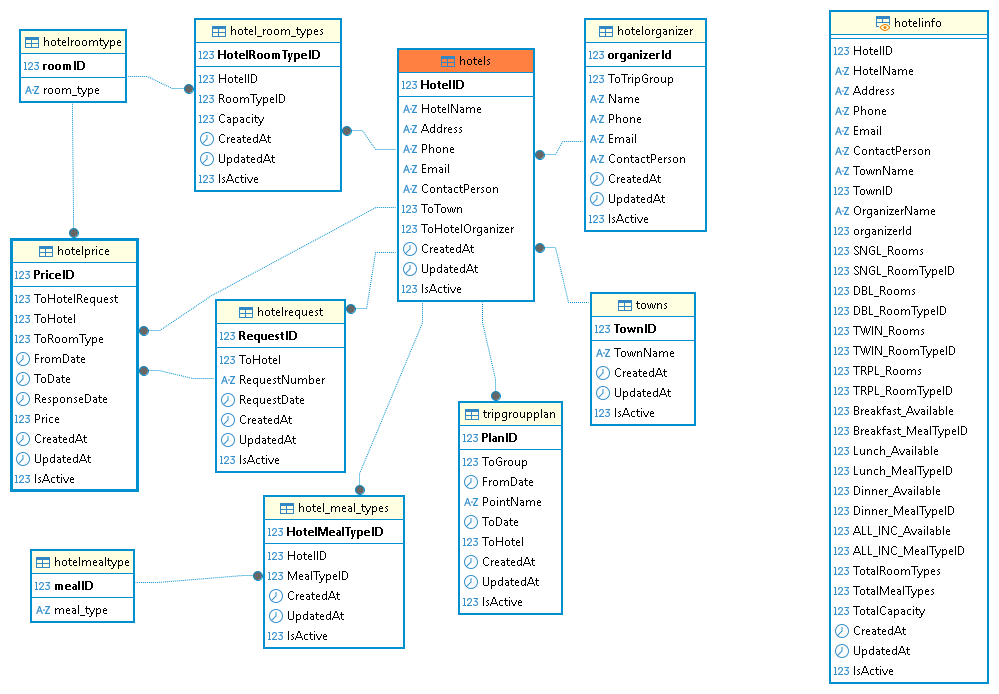 hotelroomtype
123 roomID
A-Z room_type
hotel_room_types
123 HotelRoomTypeID
123 HotelID
123 RoomTypeID
123 Capacity
CreatedAt
UpdatedAt
123 IsActive
hotels
123 HotelID
A-Z HotelName
A-Z Address
A-Z Phone
A-Z Email
A-Z ContactPerson
123 ToTown
123 ToHotelOrganizer
CreatedAt
UpdatedAt
123 IsActive
hotelorganizer
123 organizerId
123 ToTripGroup
A-Z Name
A-Z Phone
A-Z Email
A-Z ContactPerson
CreatedAt
UpdatedAt
123 IsActive
hotelprice
123 PriceID
123 ToHotelRequest
123 ToHotel
123 ToRoomType
FromDate
ToDate
ResponseDate
123 Price
CreatedAt
UpdatedAt
123 IsActive
hotelrequest
123 RequestID
123 ToHotel
A-Z RequestNumber
RequestDate
CreatedAt
UpdatedAt
123 IsActive
towns
123 TownID
A-Z TownName
CreatedAt
UpdatedAt
123 IsActive
tripgroupplan
123 PlanID
123 ToGroup
FromDate
A-Z PointName
ToDate
123 ToHotel
CreatedAt
UpdatedAt
123 IsActive
hotel_meal_types
123 HotelMealTypeID
123 HotelID
123 MealTypeID
CreatedAt
UpdatedAt
123 IsActive
hotelmealtype
123 mealID
A-Z meal_type
hotelinfo
123 HotelID
A-Z HotelName
A-Z Address
A-Z Phone
A-Z Email
A-Z ContactPerson
A-Z TownName
123 TownID
A-Z OrganizerName
123 organizerId
123 SNGL_Rooms
123 SNGL_RoomTypeID
123 DBL_Rooms
123 DBL_RoomTypeID
123 TWIN_Rooms
123 TWIN_RoomTypeID
123 TRPL_Rooms
123 TRPL_RoomTypeID
123 Breakfast_Available
123 Breakfast_MealTypeID
123 Lunch_Available
123 Lunch_MealTypeID
123 Dinner_Available
123 Dinner_MealTypeID
123 ALL_INC_Available
123 ALL_INC_MealTypeID
123 TotalRoomTypes
123 TotalMealTypes
123 TotalCapacity
CreatedAt
UpdatedAt
123 IsActive